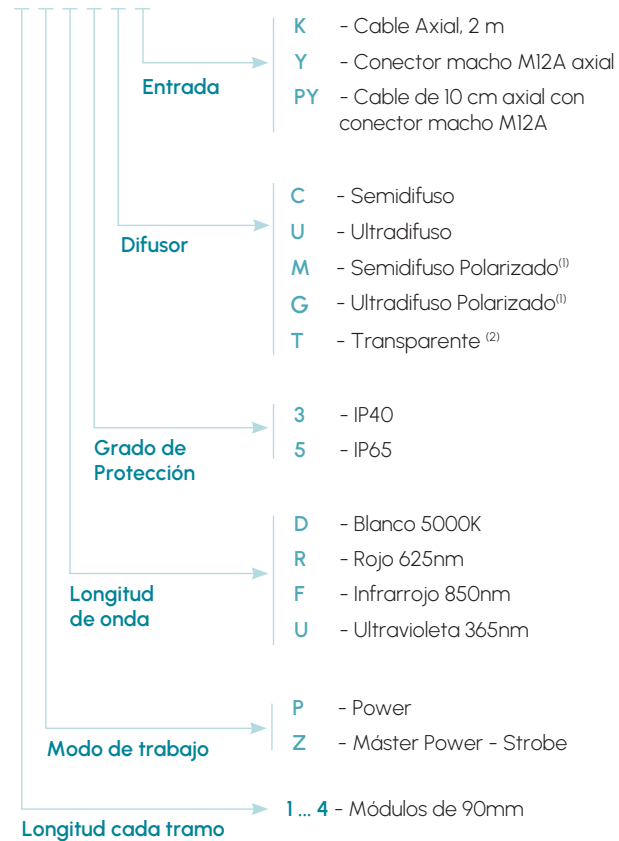 K - Cable Axial, 2 m
Y - Conector macho M12A axial
Entrada
PY - Cable de 10 cm axial con
conector macho M12A
C - Semidifuso
U - Ultradifuso
Difusor
M - Semidifuso Polarizado(1)
G - Ultradifuso Polarizado(1)
T - Transparente (2)
3 - IP40
Grado de
Protección
5 - IP65
D - Blanco 5000K
R - Rojo 625nm
Longitud
de onda
F - Infrarrojo 850nm
U - Ultravioleta 365nm
P - Power
Modo de trabajo
Z - Máster Power - Strobe
1 ... 4 - Módulos de 90mm
Longitud cada tramo